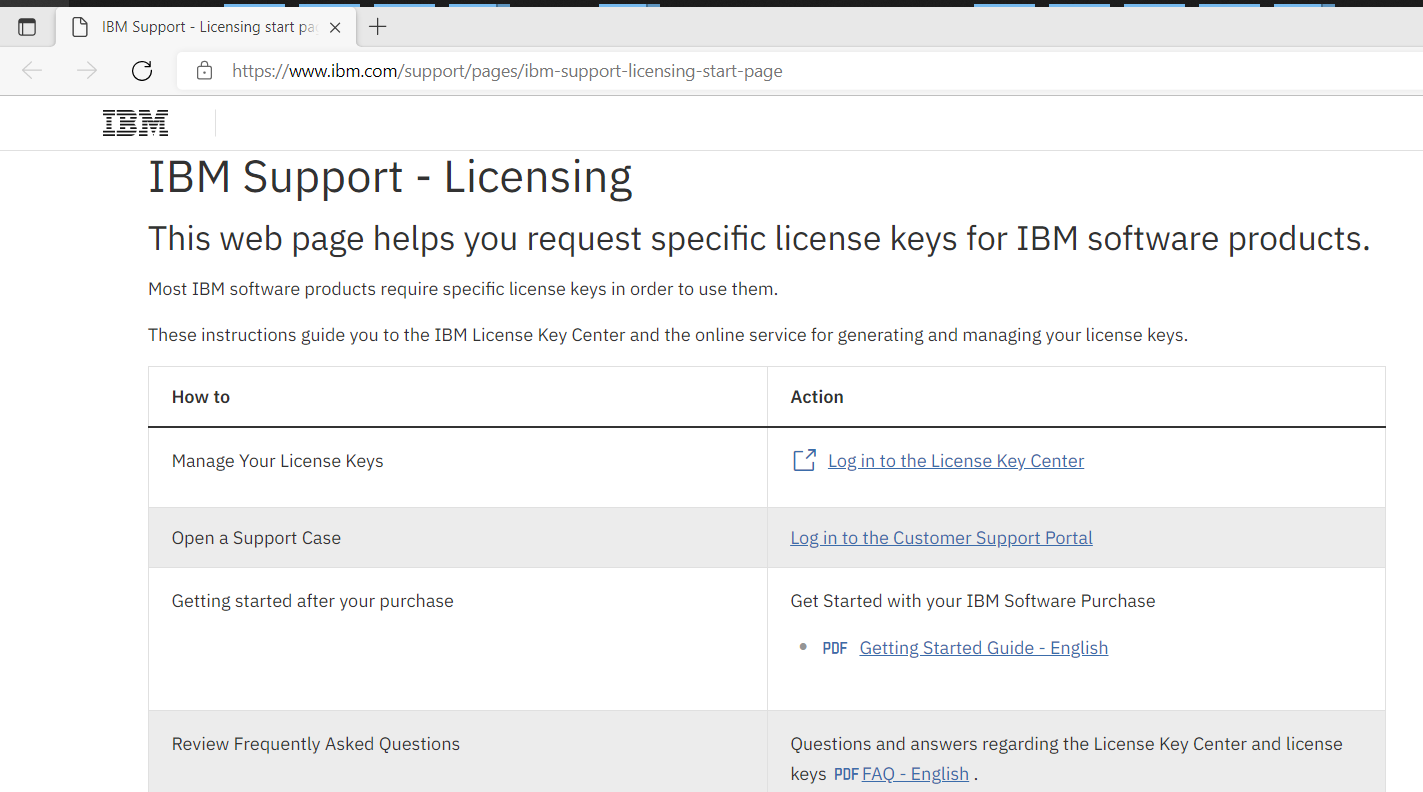 IBM Support - Licensing start pa
https://www.ibm.com/support/pages/ibm-support-licensing-start-page
IBM
IBM Support - Licensing
This web page helps you request specific license keys for IBM software products.
Most IBM software products require specific license keys in order to use them.
These instructions guide you to the IBM License Key Center and the online service for generating and managing your license keys.
How to
Action
Manage Your License Keys
Log in to the License Key Center
Open a Support Case
Log in to the Customer Support Portal
Getting started after your purchase
Get Started with your IBM Software Purchase
• PDF Getting Started Guide - English
Review Frequently Asked Questions
Questions and answers regarding the License Key Center and license
keys PDF FAQ - English .